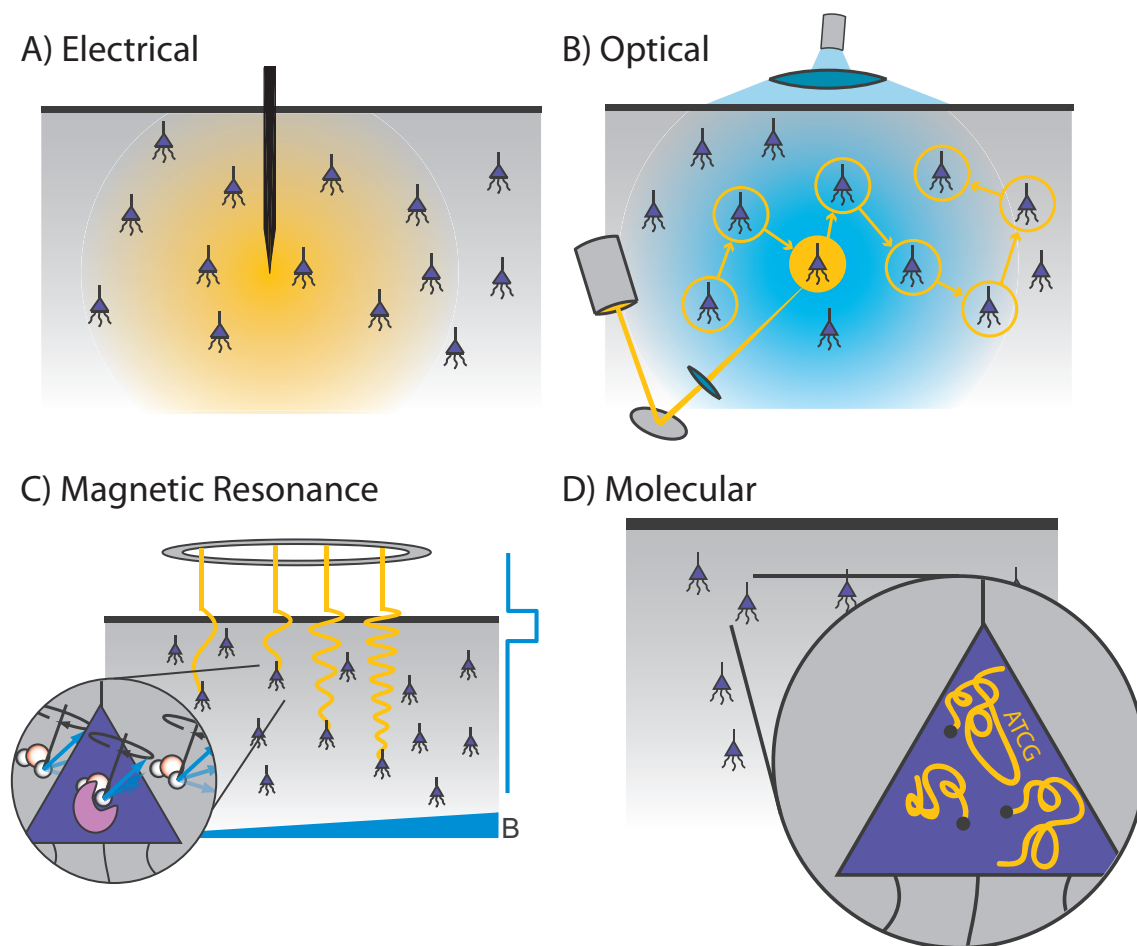 A) Electrical
B) Optical
C) Magnetic Resonance
B
D) Molecular
ATCG